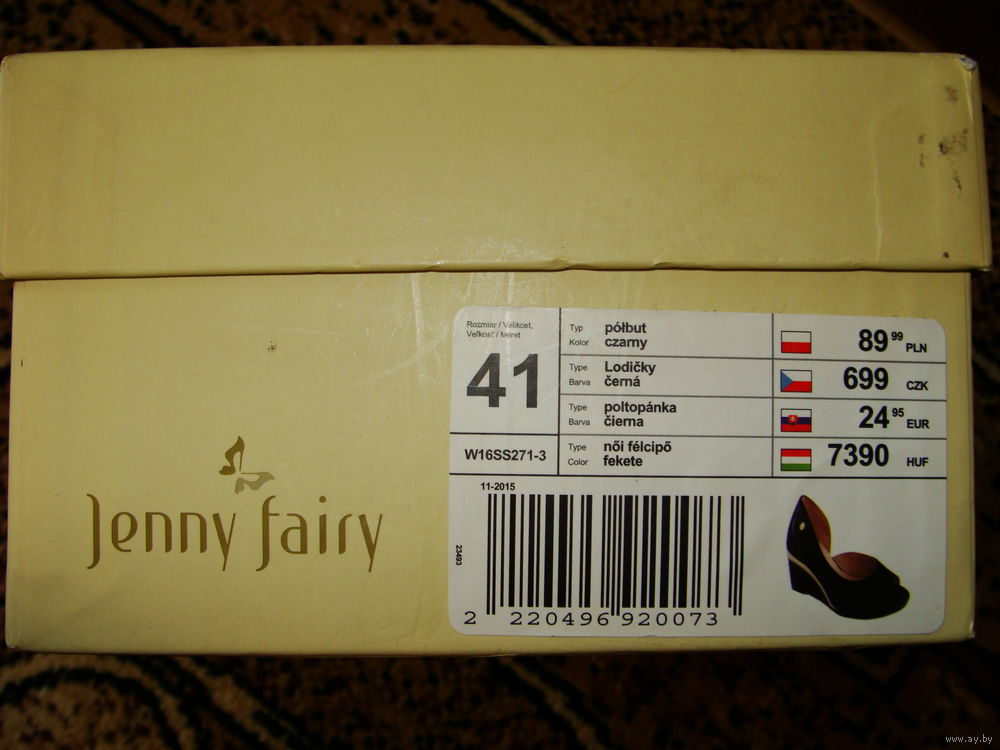 Jenny fairy
Rozmiar / Velikost,
Veľkosť / Méret
41
W16SS271-3
Typ półbut
Kolor czarny
89 99 PLN
Type Lodičky
Barva černá
699 CZK
Type poltopánka
Barva čierna
24 95 EUR
Type női félcipő
Color fekete
7390 HUF
11-2015
23493
2 220496 920073
www.ay.by